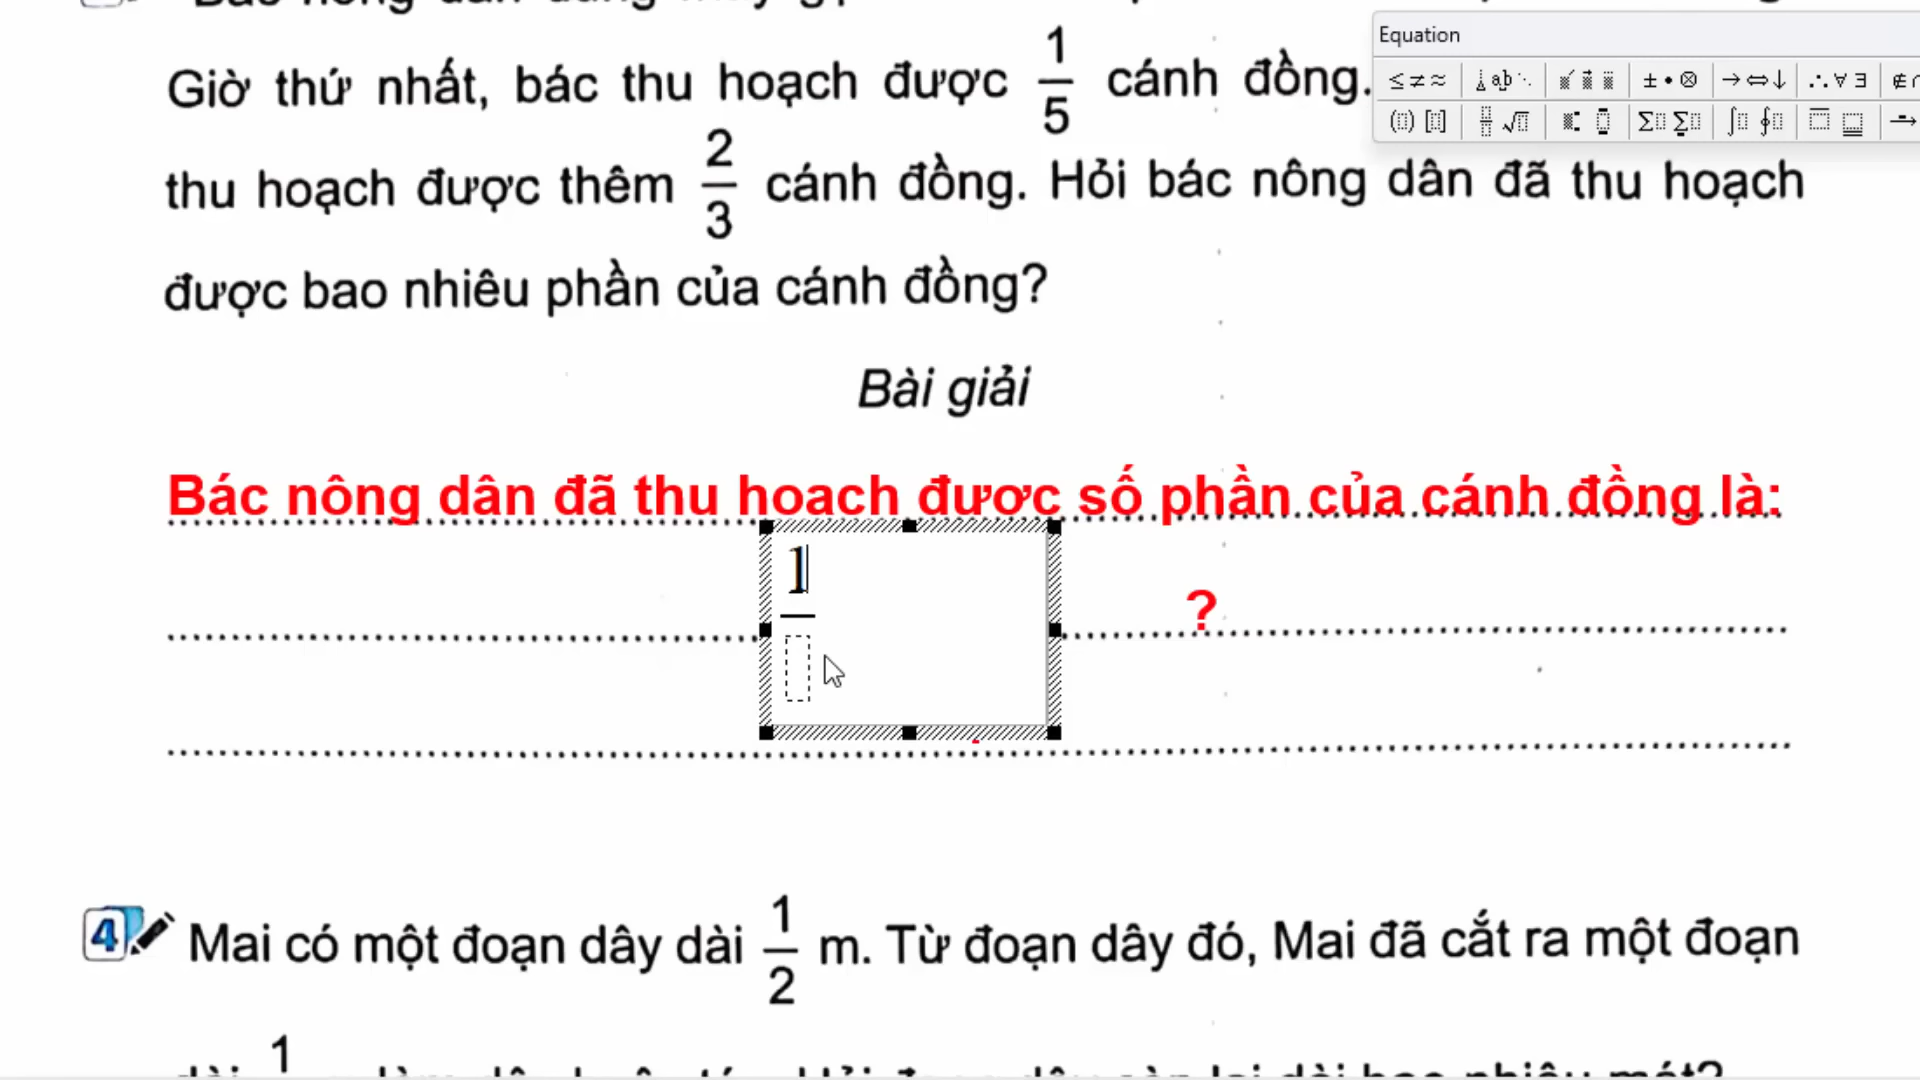 Giờ thứ nhất, bác thu hoạch được 1/5 cánh đồng.
thu hoạch được thêm 2/3 cánh đồng. Hỏi bác nông dân đã thu hoạch
được bao nhiêu phần của cánh đồng?
Bài giải
Bác nông dân đã thu hoạch được số phần của cánh đồng là:
1
?
4 Mai có một đoạn dây dài 1/2 m. Từ đoạn dây đó, Mai đã cắt ra một đoạn
1
Equation